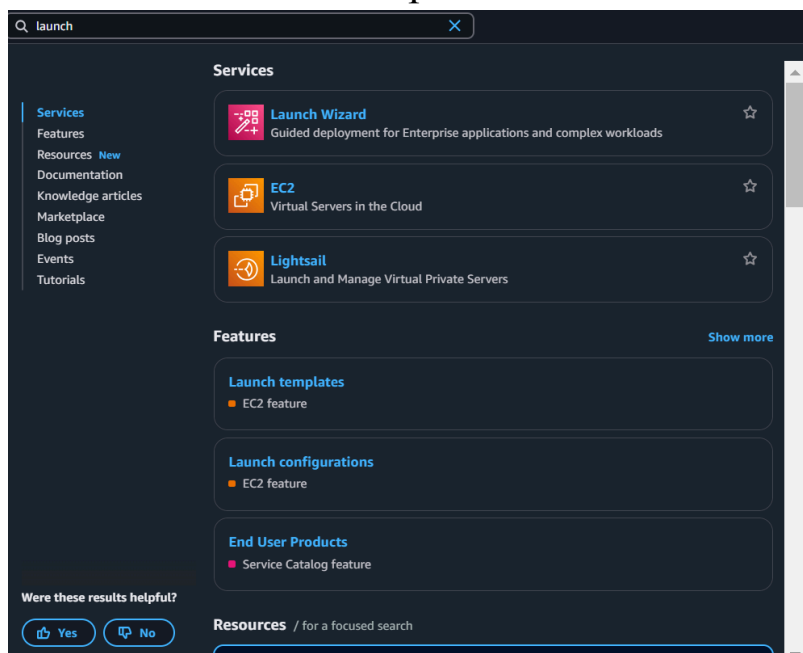 launch
Services
Features
Resources New
Documentation
Knowledge articles
Marketplace
Blog posts
Events
Tutorials
Were these results helpful?
Yes
No
Services
Launch Wizard
Guided deployment for Enterprise applications and complex workloads
EC2
Virtual Servers in the Cloud
Lightsail
Launch and Manage Virtual Private Servers
Features
Show more
Launch templates
EC2 feature
Launch configurations
EC2 feature
End User Products
Service Catalog feature
Resources / for a focused search